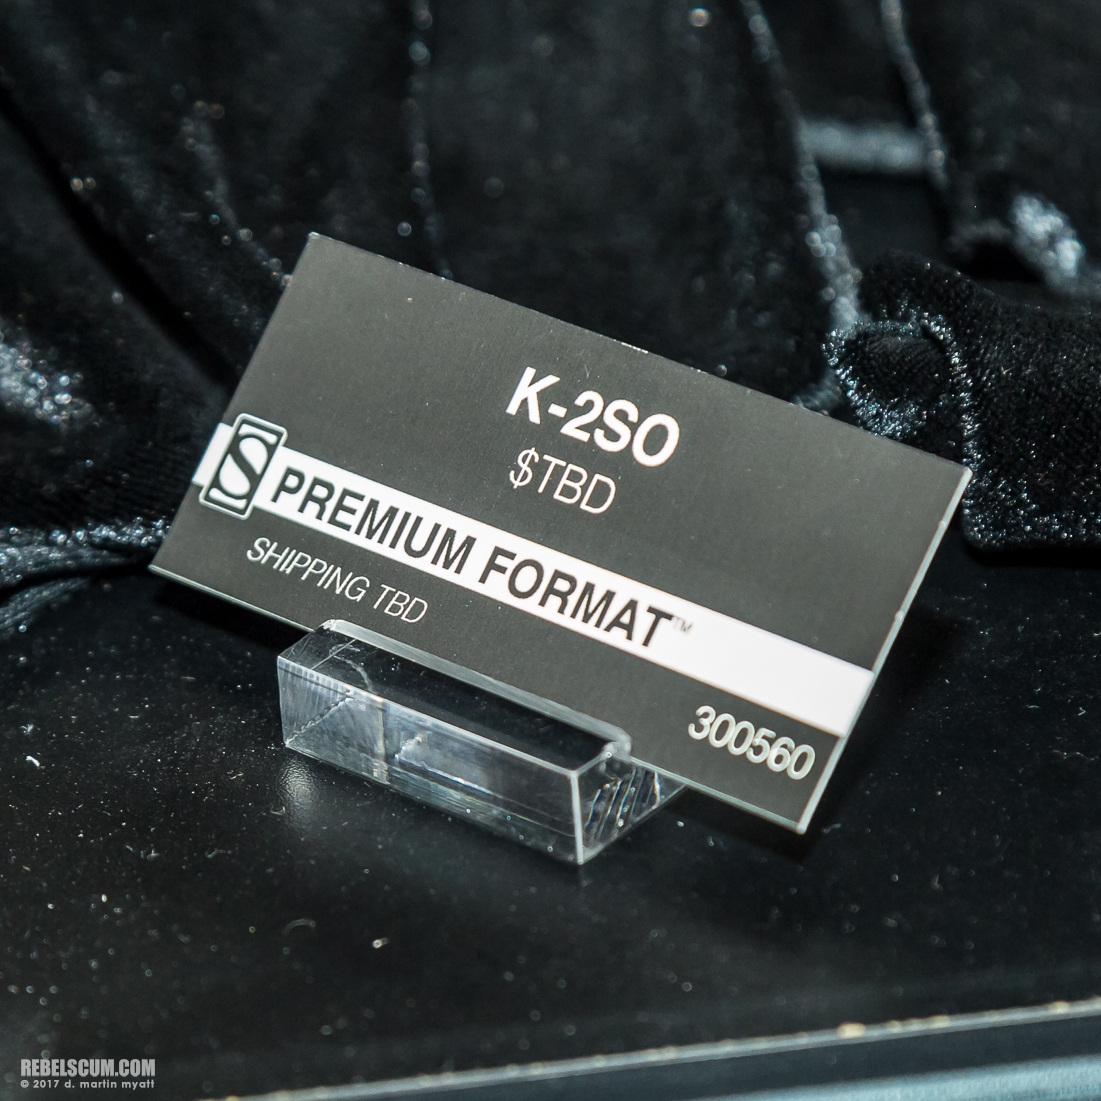 K-2SO
$TBD
S PREMIUM FORMAT™
SHIPPING TBD
300560
REBELSCUM.COM
© 2017 d. martin myatt